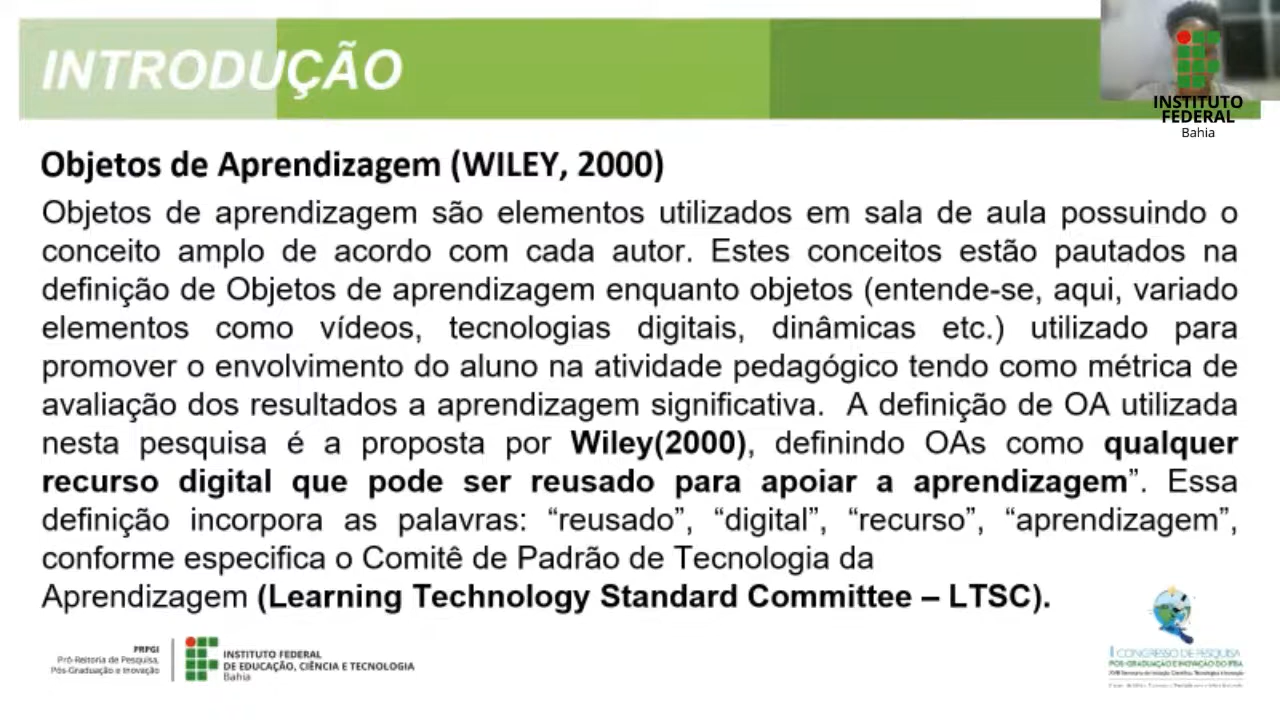 INTRODUÇÃO
INSTITUTO
FEDERAL
Bahia
Objetos de Aprendizagem (WILEY, 2000)
Objetos de aprendizagem são elementos utilizados em sala de aula possuindo o
conceito amplo de acordo com cada autor. Estes conceitos estão pautados na
definição de Objetos de aprendizagem enquanto objetos (entende-se, aqui, variado
elementos como vídeos, tecnologias digitais, dinâmicas etc.) utilizado para
promover o envolvimento do aluno na atividade pedagógico tendo como métrica de
avaliação dos resultados a aprendizagem significativa. A definição de OA utilizada
nesta pesquisa é a proposta por Wiley(2000), definindo OAs como qualquer
recurso digital que pode ser reusado para apoiar a aprendizagem”. Essa
definição incorpora as palavras: “reusado”, “digital”, “recurso”, “aprendizagem”,
conforme especifica o Comitê de Padrão de Tecnologia da
Aprendizagem (Learning Technology Standard Committee – LTSC).
PRPGI
Pró-Reitoria de Pesquisa,
Pós-Graduação e Inovação
INSTITUTO FEDERAL
DE EDUCAÇÃO, CIÊNCIA E TECNOLOGIA
Bahia
I CONGRESSO DE PESQUISA
PÓS-GRADUAÇÃO E INOVAÇÃO DO IFBA